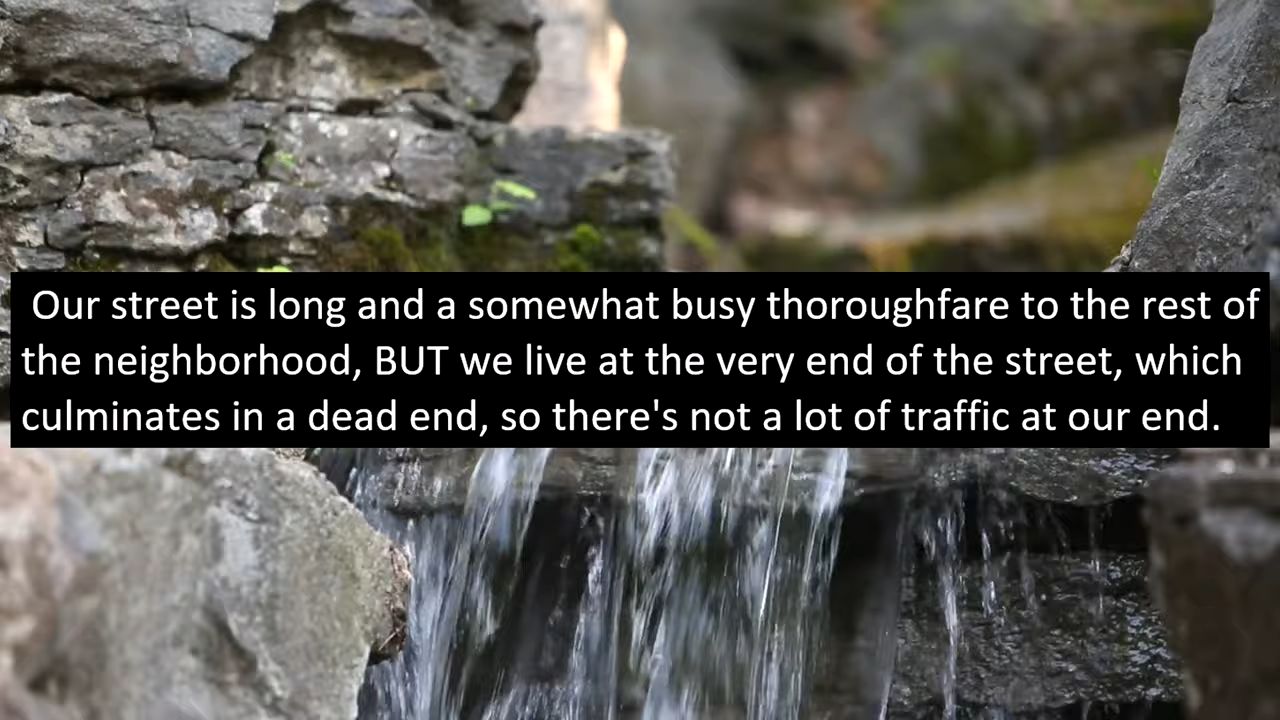 Our street is long and a somewhat busy thoroughfare to the rest of
the neighborhood, BUT we live at the very end of the street, which
culminates in a dead end, so there's not a lot of traffic at our end.